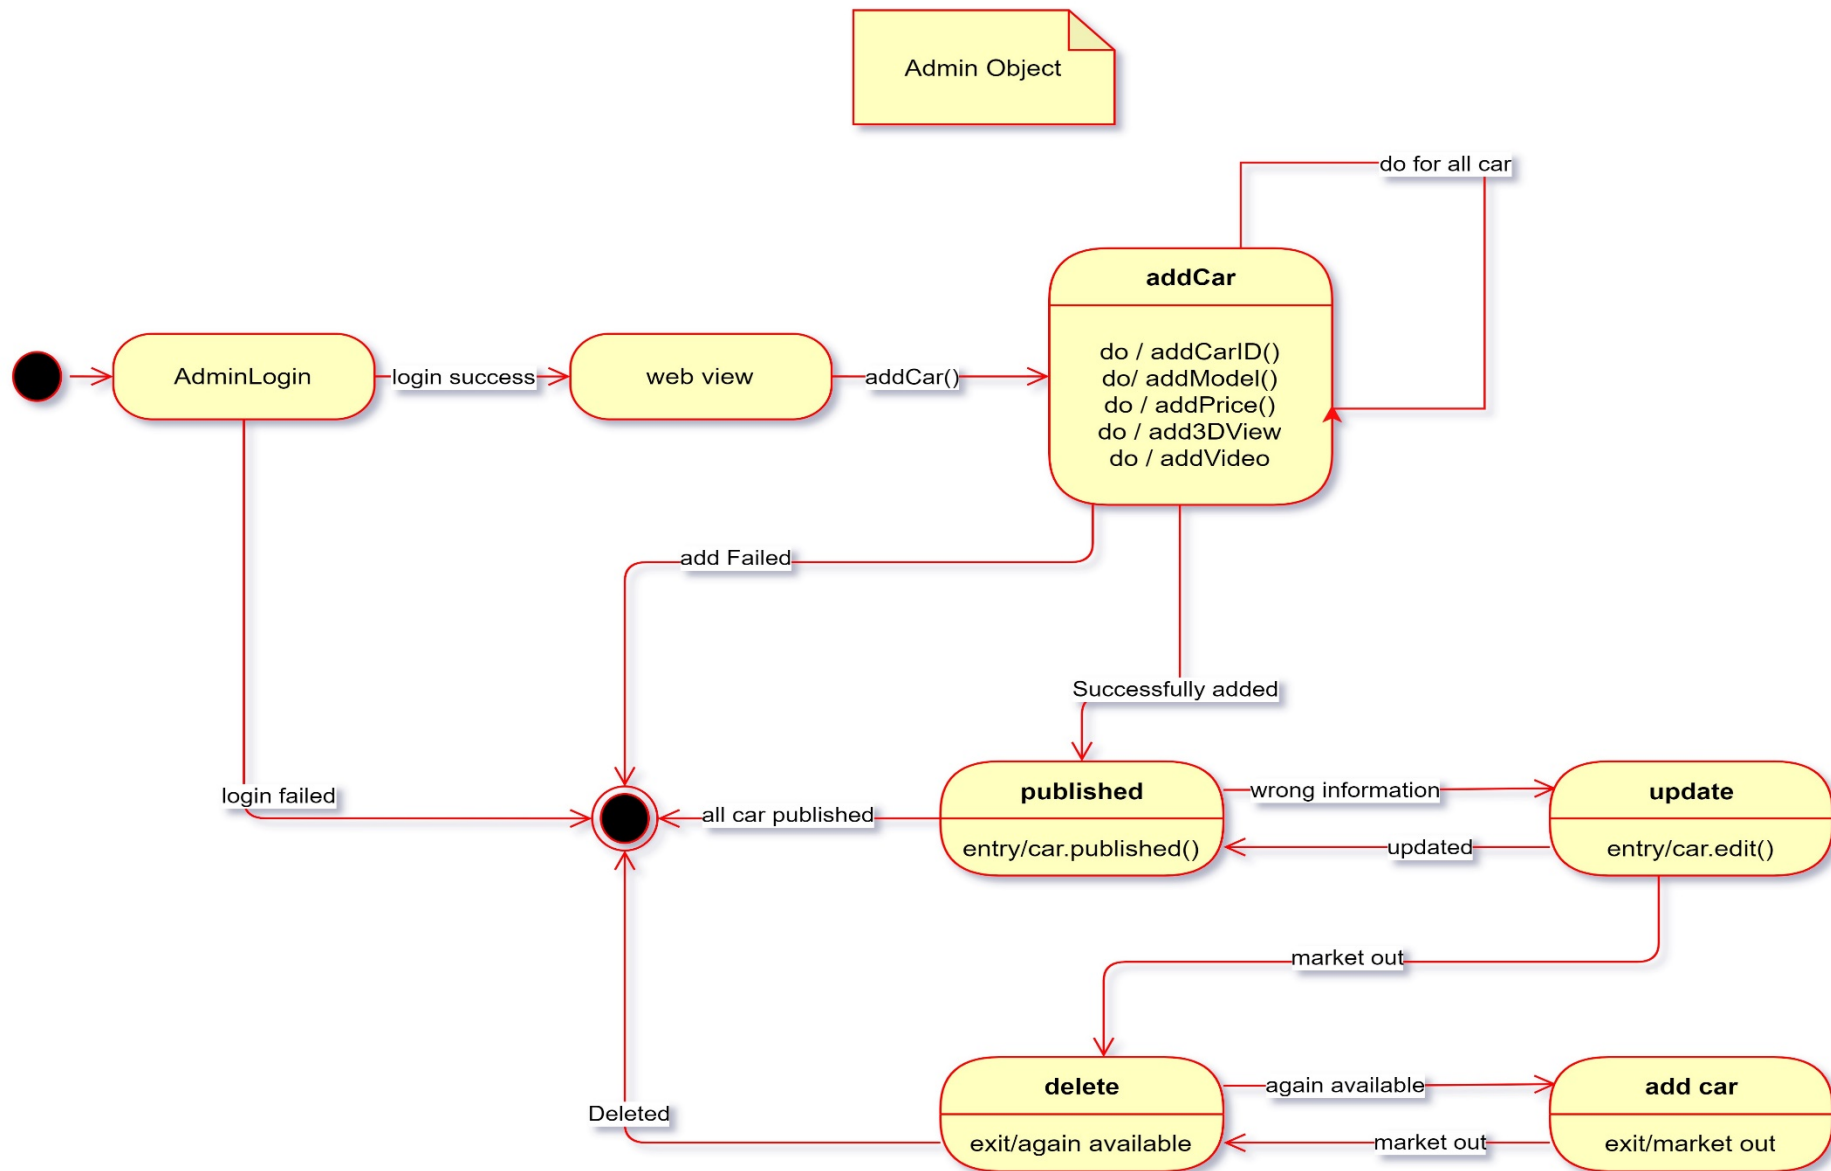 Admin Object
do for all car
addCar
do / addCarID()
do/ addModel()
do / addPrice()
do / add3DView
do / addVideo
AdminLogin
login success
web view
addCar()
add Failed
Successfully added
login failed
all car published
published
entry/car.published()
wrong information
updated
update
entry/car.edit()
market out
Deleted
delete
exit/again available
again available
market out
add car
exit/market out